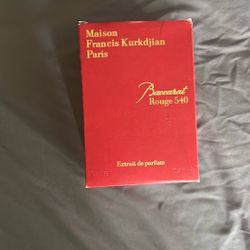 Maison
Francis Kurkdjian
Paris
Baccarat
Rouge 540
Extrait de parfum